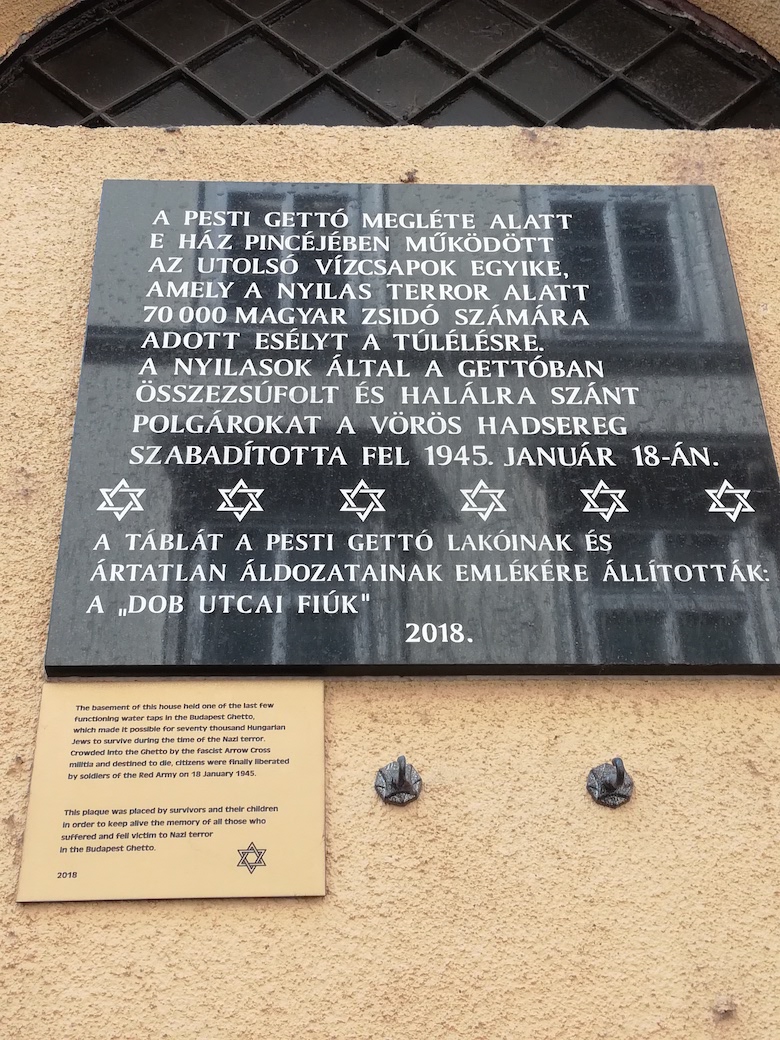 A PESTI GETTÓ MEGLÉTE ALATT
E HÁZ PINCÉJÉBEN MŰKÖDÖTT
AZ UTOLSÓ VÍZCSAPOK EGYIKE,
AMELY A NYILAS TERROR ALATT
70 000 MAGYAR ZSIDÓ SZÁMÁRA
ADOTT ESÉLYT A TÚLÉLÉSRE.
A NYILASOK ÁLTAL A GETTÓBAN
ÖSSZEZSÚFOLT ÉS HALÁLRA SZÁNT
POLGÁROKAT A VÖRÖS HADSEREG
SZABADÍTOTTA FEL 1945. JANUÁR 18-ÁN.
A TÁBLÁT A PESTI GETTÓ LAKÓINAK ÉS
ÁRTATLAN ÁLDOZATAINAK EMLÉKÉRE ÁLLÍTOTTÁK:
A „DOB UTCAI FIÚK"
2018.
The basement of this house held one of the last few
functioning water taps in the Budapest Ghetto,
which made it possible for seventy thousand Hungarian
Jews to survive during the time of the Nazi terror.
Crowded into the Ghetto by the fascist Arrow Cross
militia and destined to die, citizens were finally liberated
by soldiers of the Red Army on 18 January 1945.
This plaque was placed by survivors and their children
in order to keep alive the memory of all those who
suffered and fell victim to Nazi terror
in the Budapest Ghetto.
2018